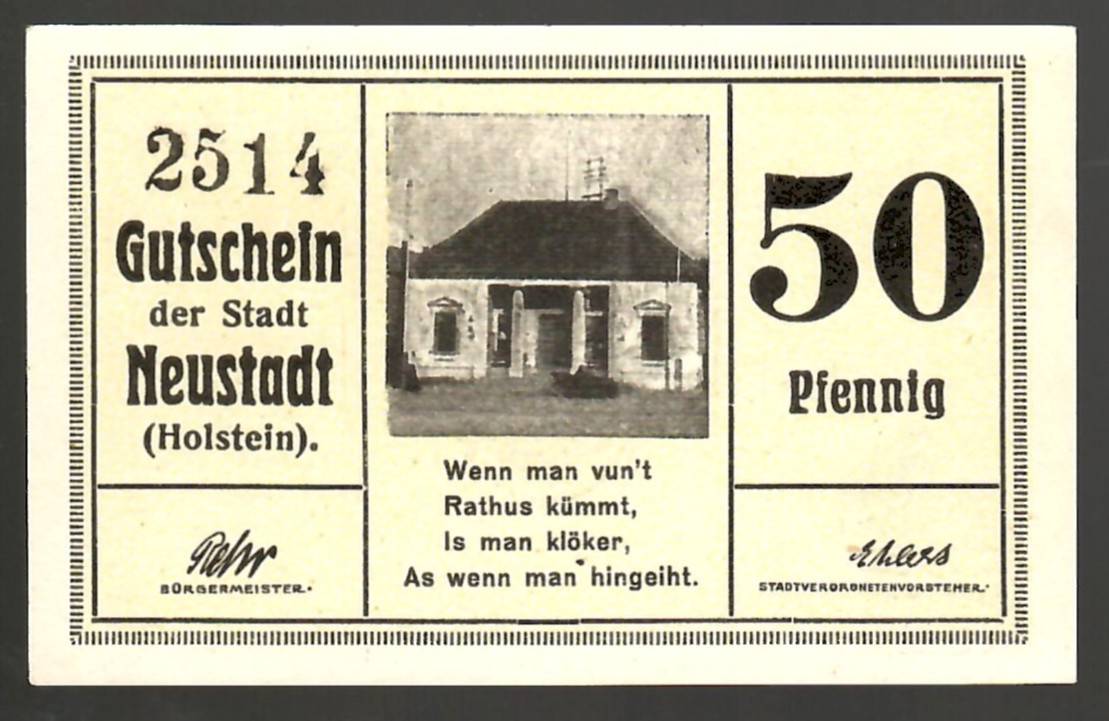 2514
Gutschein
der Stadt
Neustadt
(Holstein).
Wenn man vun't
Rathus kümmt,
Is man klöker,
As wenn man hingeiht.
50
Pfennig
Rehr
BÜRGERMEISTER.
Ehlers
STADTVERORDNETENVORSTEHER.